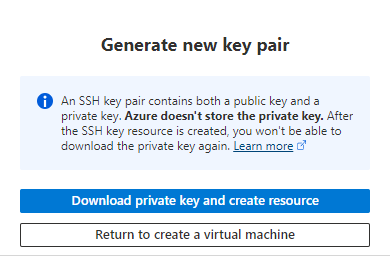 Generate new key pair
An SSH key pair contains both a public key and a
private key. Azure doesn't store the private key. After
the SSH key resource is created, you won't be able to
download the private key again. Learn more
Download private key and create resource
Return to create a virtual machine